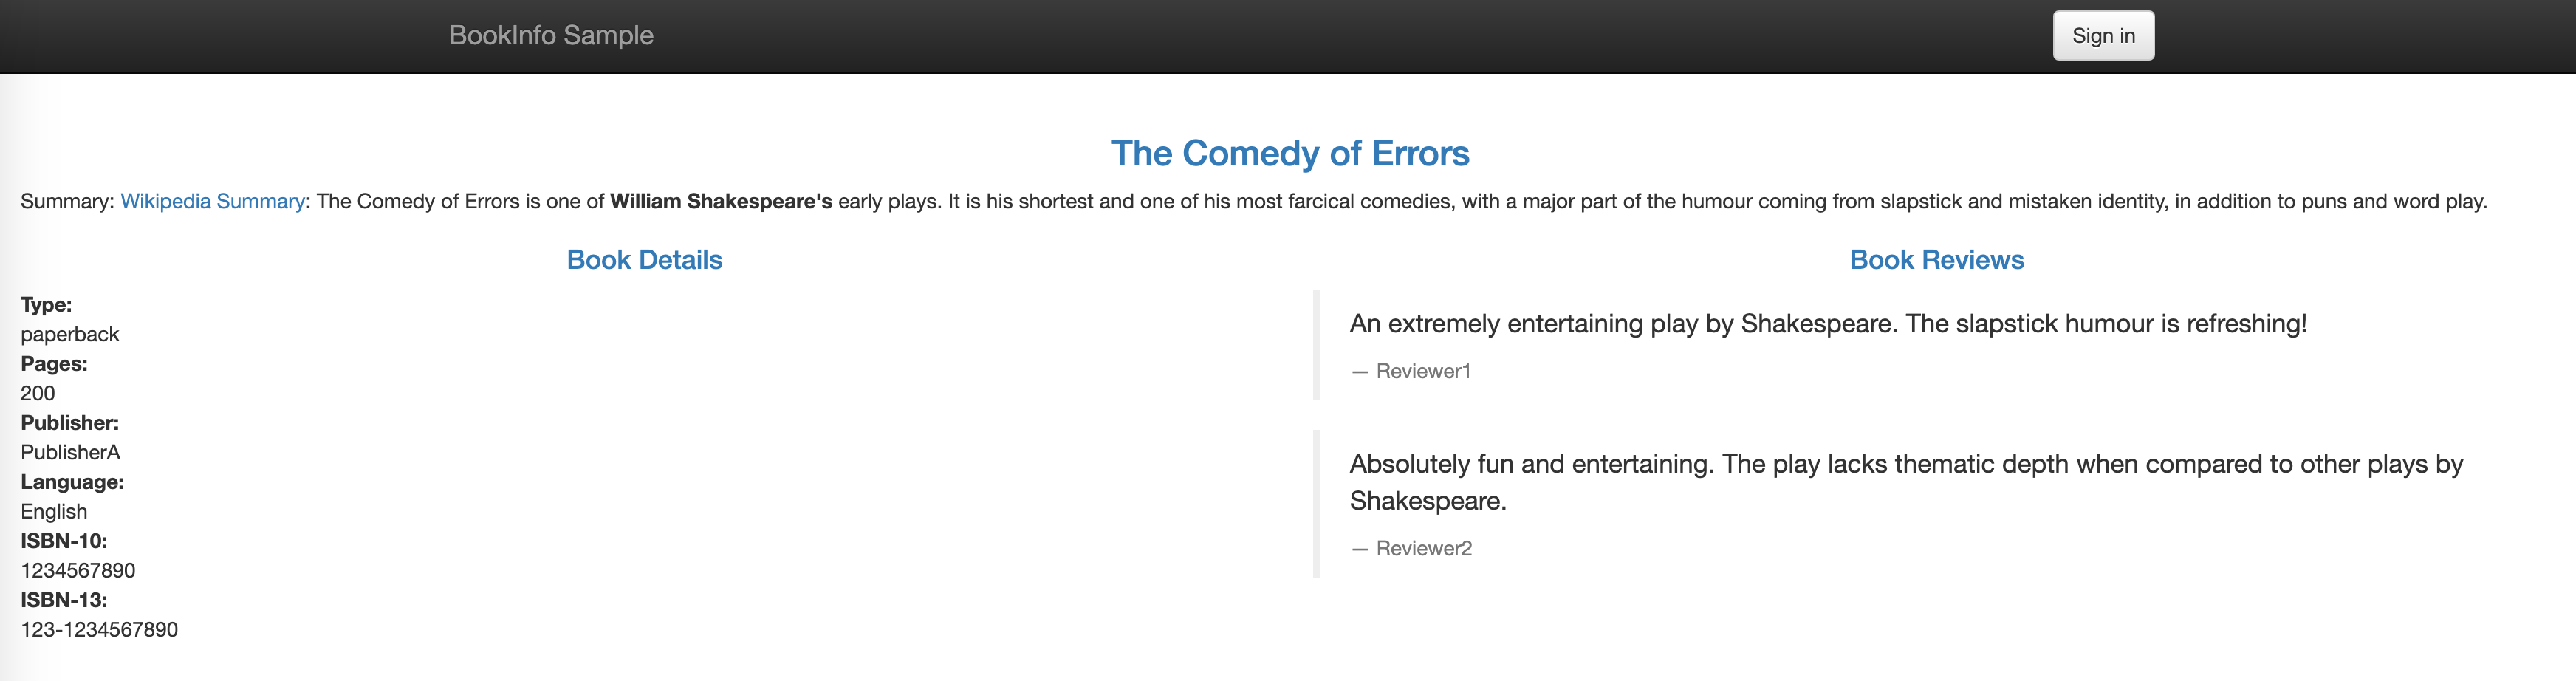 BookInfo Sample
Sign in
The Comedy of Errors
Summary: Wikipedia Summary: The Comedy of Errors is one of William Shakespeare's early plays. It is his shortest and one of his most farcical comedies, with a major part of the humour coming from slapstick and mistaken identity, in addition to puns and word play.
Book Details
Type:
paperback
Pages:
200
Publisher:
PublisherA
Language:
English
ISBN-10:
1234567890
ISBN-13:
123-1234567890
Book Reviews
An extremely entertaining play by Shakespeare. The slapstick humour is refreshing!
— Reviewer1
Absolutely fun and entertaining. The play lacks thematic depth when compared to other plays by
Shakespeare.
— Reviewer2